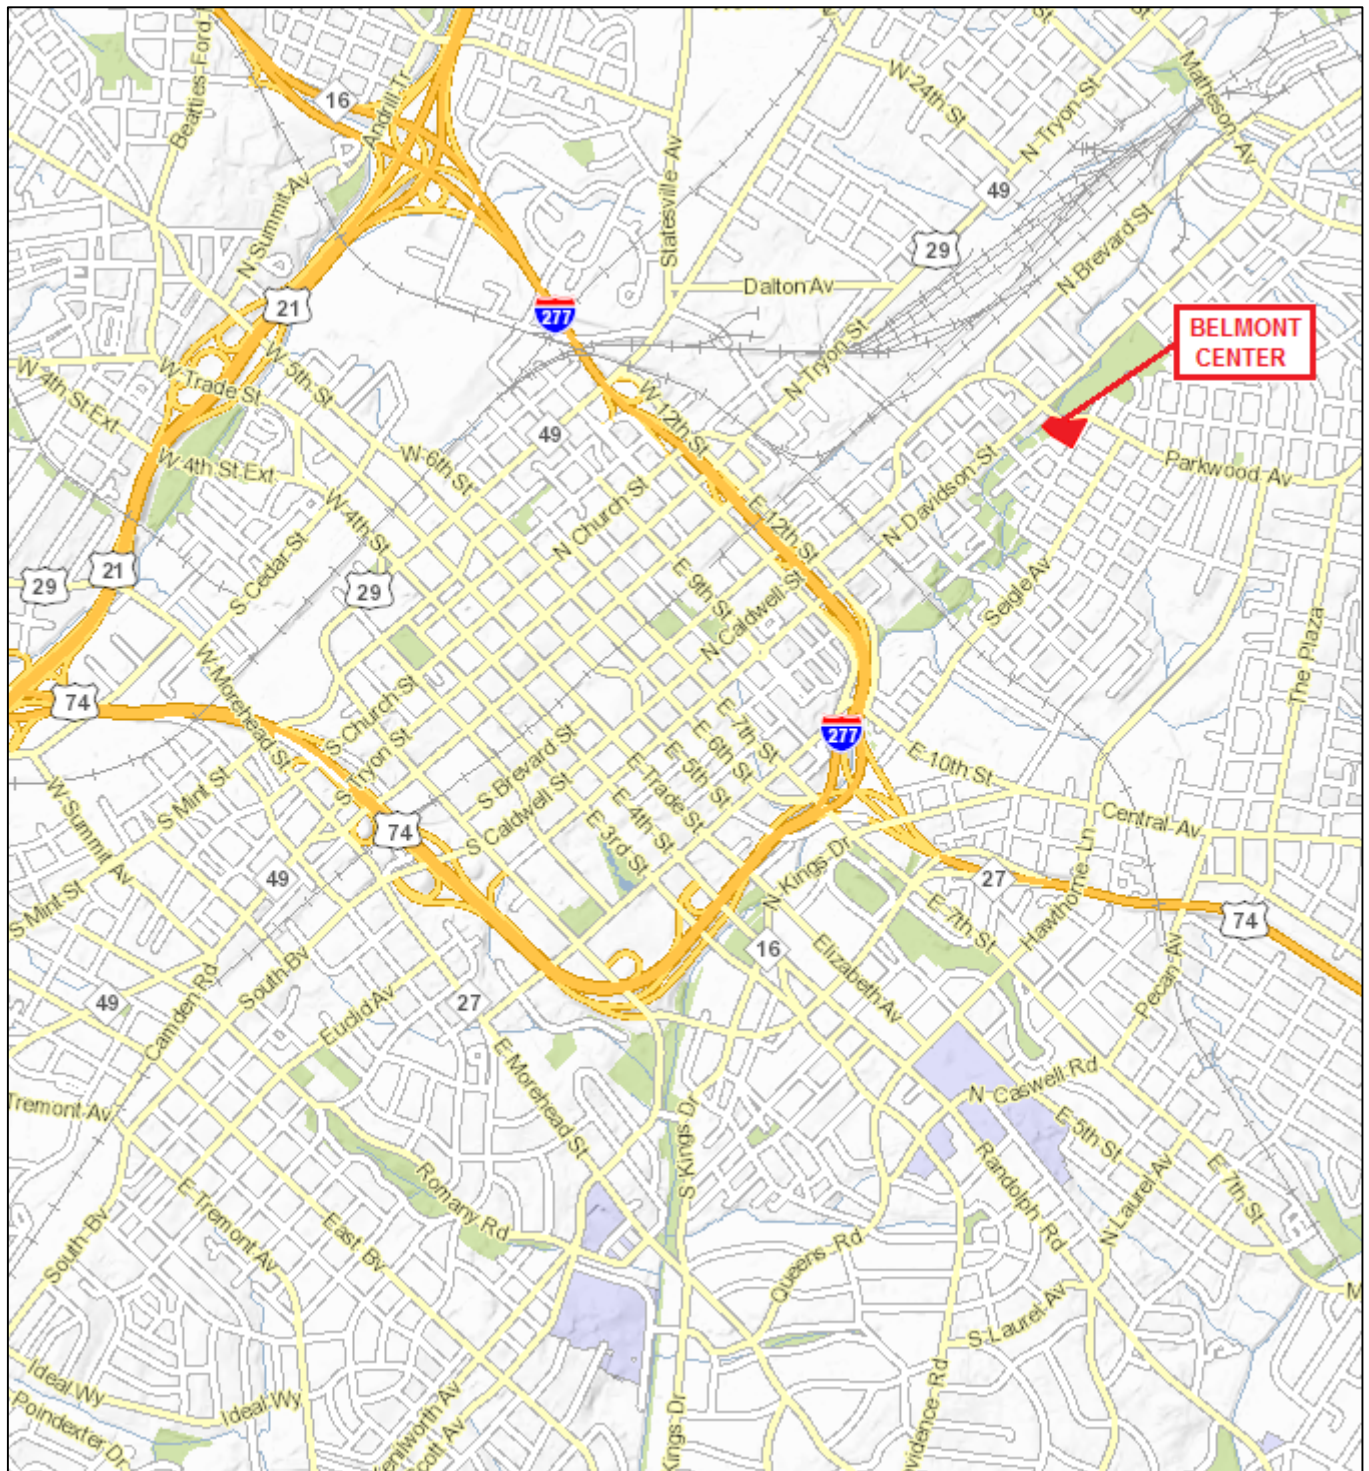 Beatties-Ford
16
Andrill Tr
Statesville-Av
W-24th-St
N-Tryon-St
Matheson-Av
49
N-Summit-Av
29
N-Brevard-St
21
277
Dalton Av
BELMONT
CENTER
W-5th-St
W-Trade St
W-4th-St Ext
N-Tryon St
W-12th-St
49
W-6th-St
W-4th St Ext
N-Davidson-St
Parkwood Av
W-4th-St
N Church St
E-12th-St
21
29
29
S-Cedar-St
E-9th-St
N Caldwell-St
Seigle Av
The Plaza
W-Morehead-St
74
S-Church-St
S-Tryon St
S-Brevard St
E-7th-St
E-6th-St
E-5th-St
E-Trade St
277
E-10th St
Central-Av
W-Summit-Av
S-Mint St
74
S Caldwell St
E-4th-St
E-3rd St
49
S-Mint St
N-Kings-Dr
27
E-7th St
Hawthorne-Ln
74
16
Elizabeth Av
Pecan-Av
49
Camden Rd
South-Bv
Euclid Av
27
E-Morehead St
N-Caswell-Rd
E-5th St
Tremont-Av
S-Kings-Dr
Randolph-Rd
N-Laurel Av
E-7th-St
E-Tremont Av
East-Bv
Romany Rd
South-Bv
Queens-Rd
S-Laurel Av
M
Ideal-Wy
Ideal-Wy
Poindexter Dr
enilworth Av
cott Av
Kings-Dr
vidence-Rd